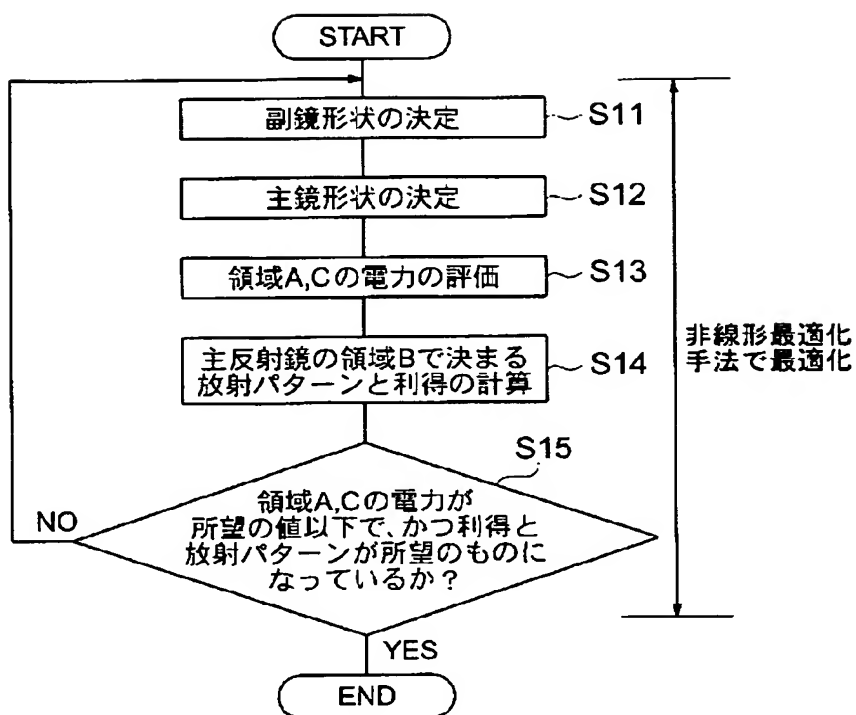 START
副鏡形状の決定
S11
主鏡形状の決定
S12
領域A,Cの電力の評価
S13
主反射鏡の領域Bで決まる
放射パターンと利得の計算
S14
非線形最適化
手法で最適化
S15
領域A,Cの電力が
所望の値以下で、かつ利得と
放射パターンが所望のものに
なっているか？
NO
YES
END